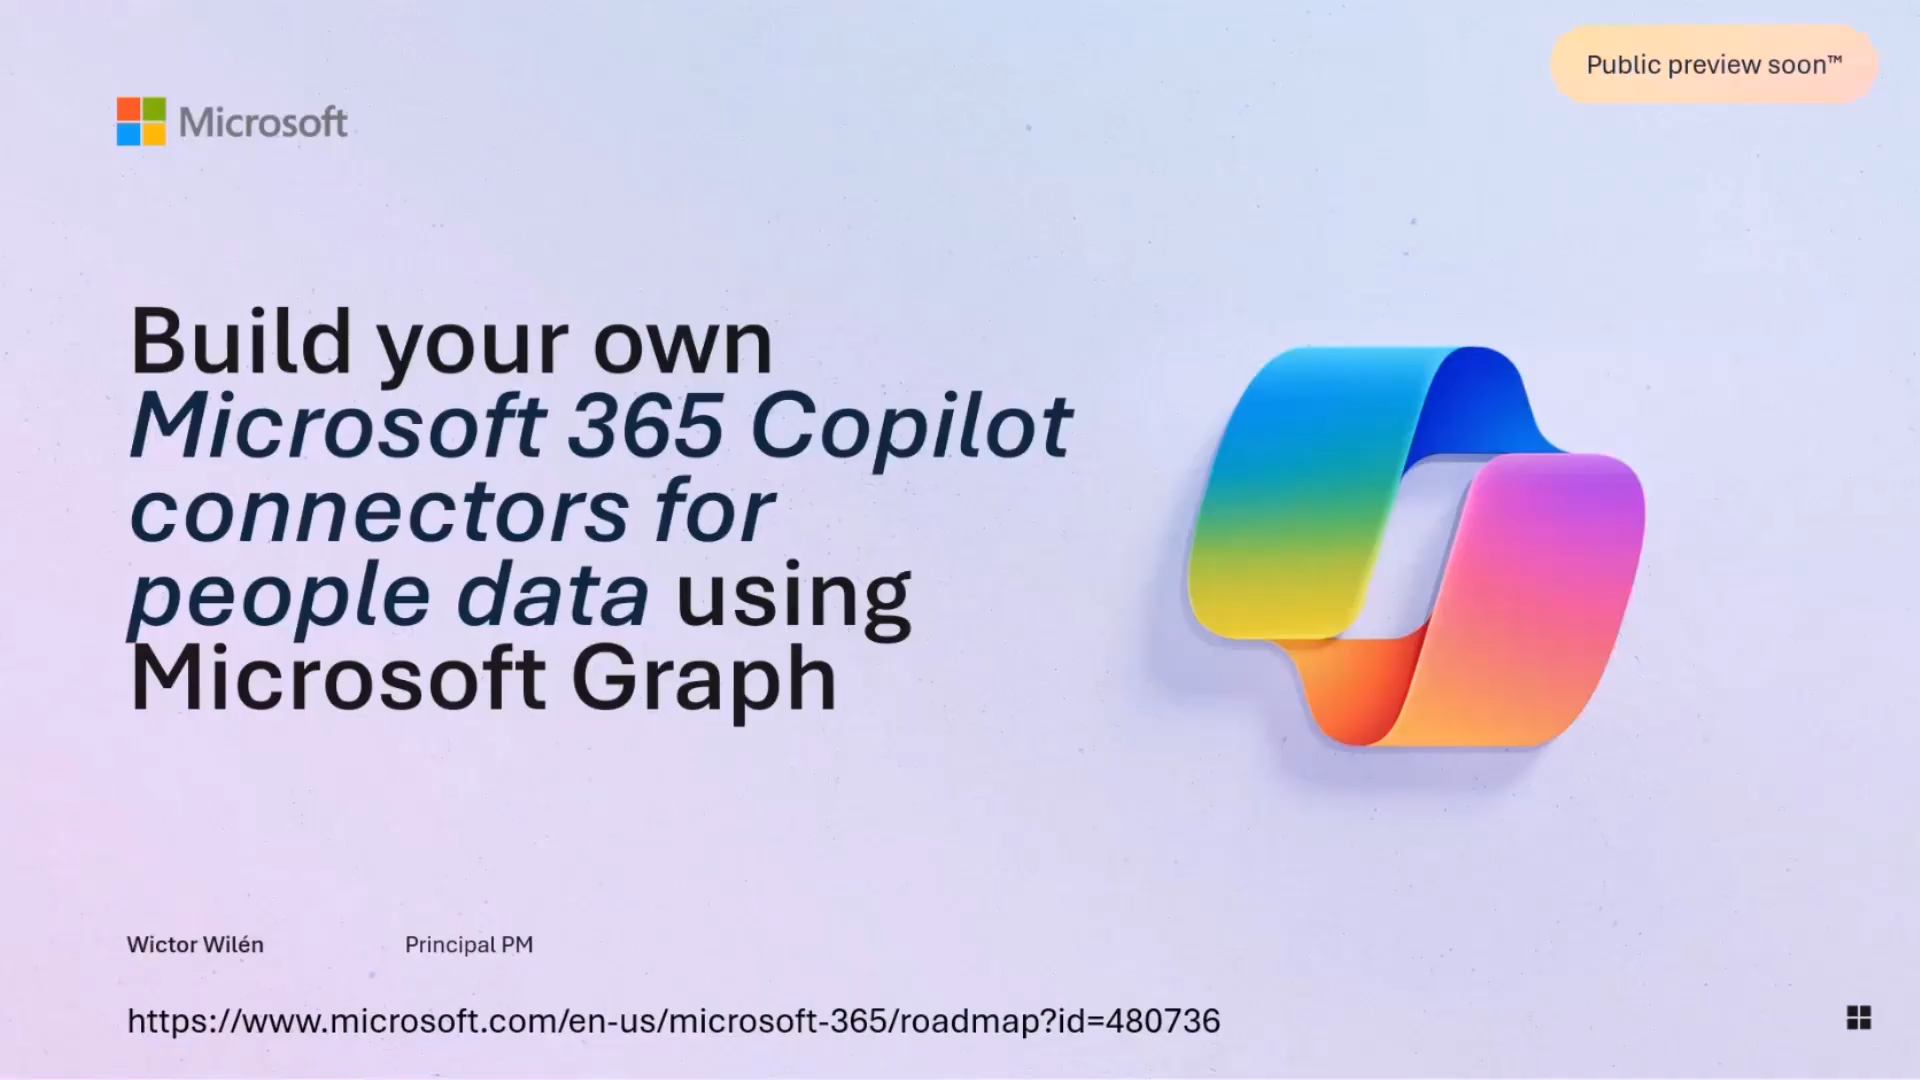 Public preview soon™
Microsoft
Build your own
Microsoft 365 Copilot
connectors for
people data using
Microsoft Graph
Wictor Wilén Principal PM
https://www.microsoft.com/en-us/microsoft-365/roadmap?id=480736